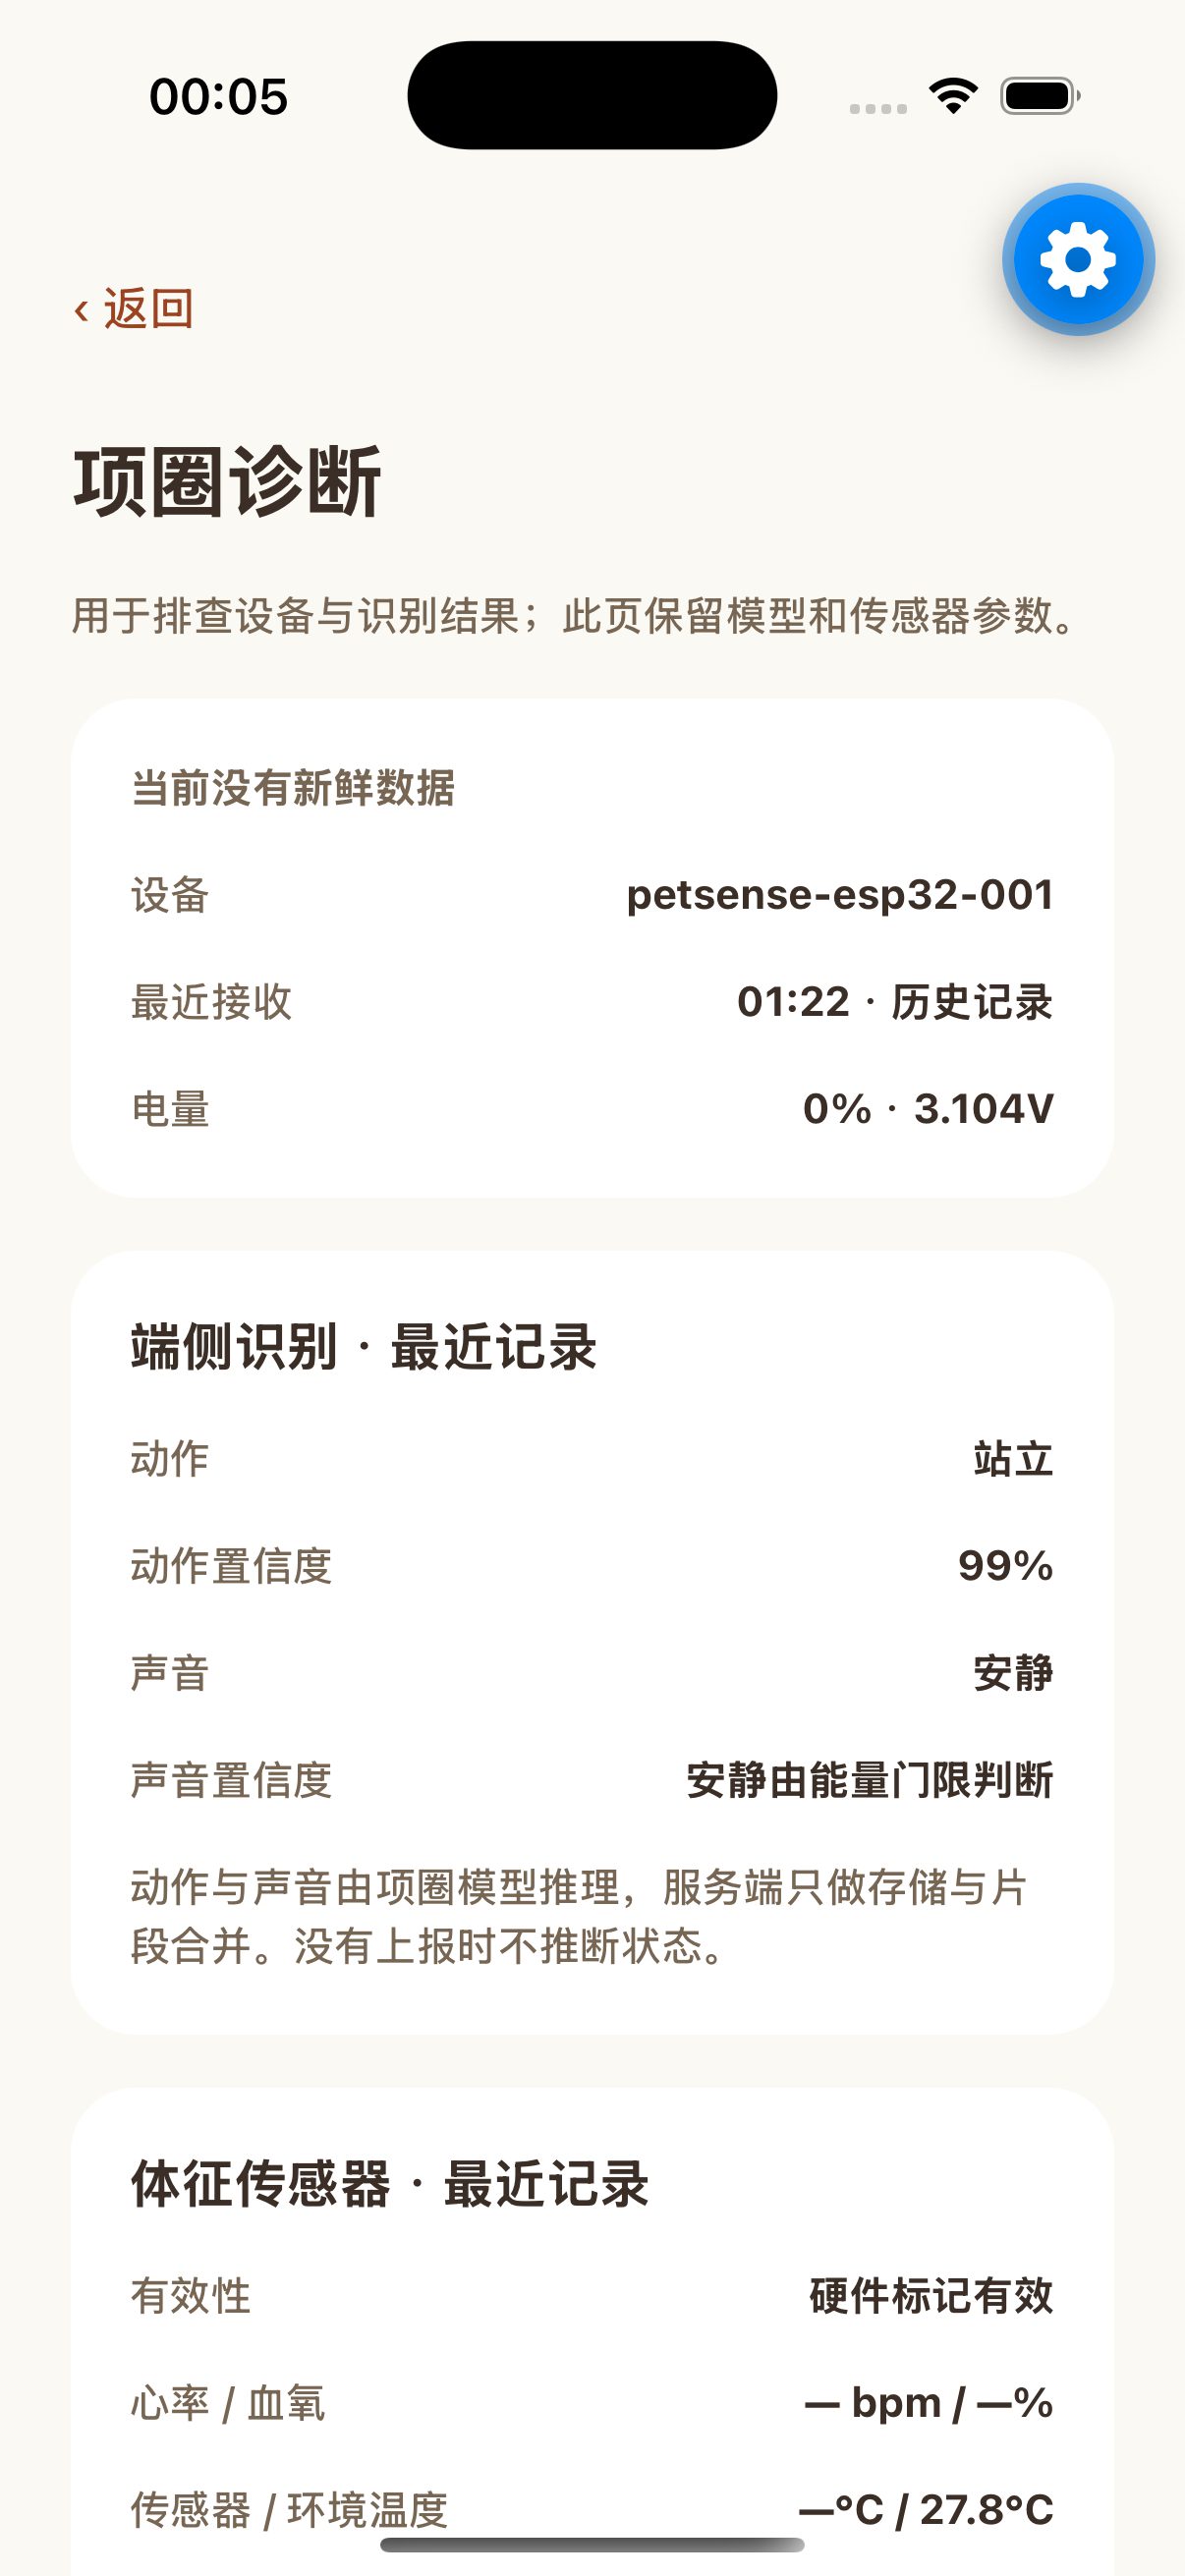 00:05
‹ 返回
项圈诊断
用于排查设备与识别结果；此页保留模型和传感器参数。
当前没有新鲜数据
设备 petsense-esp32-001
最近接收 01:22 · 历史记录
电量 0% · 3.104V
端侧识别 · 最近记录
动作 站立
动作置信度 99%
声音 安静
声音置信度 安静由能量门限判断
动作与声音由项圈模型推理，服务端只做存储与片
段合并。没有上报时不推断状态。
体征传感器 · 最近记录
有效性 硬件标记有效
心率 / 血氧 — bpm / —%
传感器 / 环境温度 —°C / 27.8°C